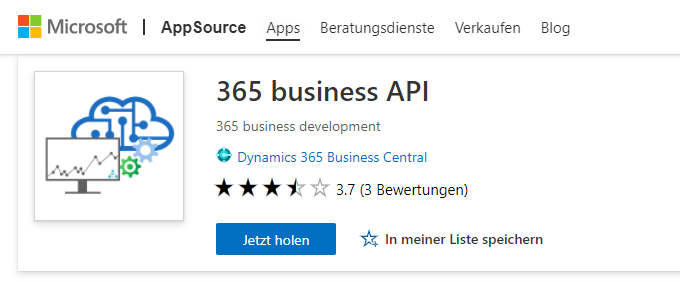 Microsoft | AppSource Apps Beratungsdienste Verkaufen Blog
365 business API
365 business development
Dynamics 365 Business Central
3.7 (3 Bewertungen)
Jetzt holen In meiner Liste speichern